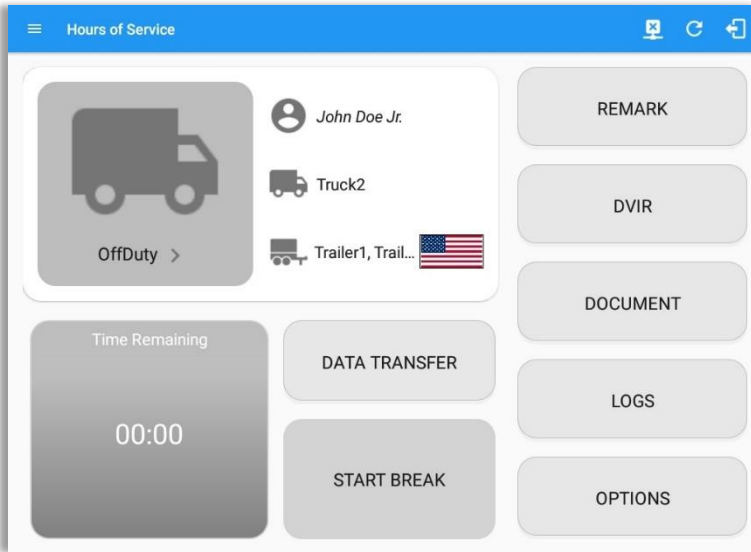 Hours of Service
John Doe Jr.
Truck2
OffDuty >
Trailer1, Trail...
Time Remaining
00:00
DATA TRANSFER
START BREAK
REMARK
DVIR
DOCUMENT
LOGS
OPTIONS